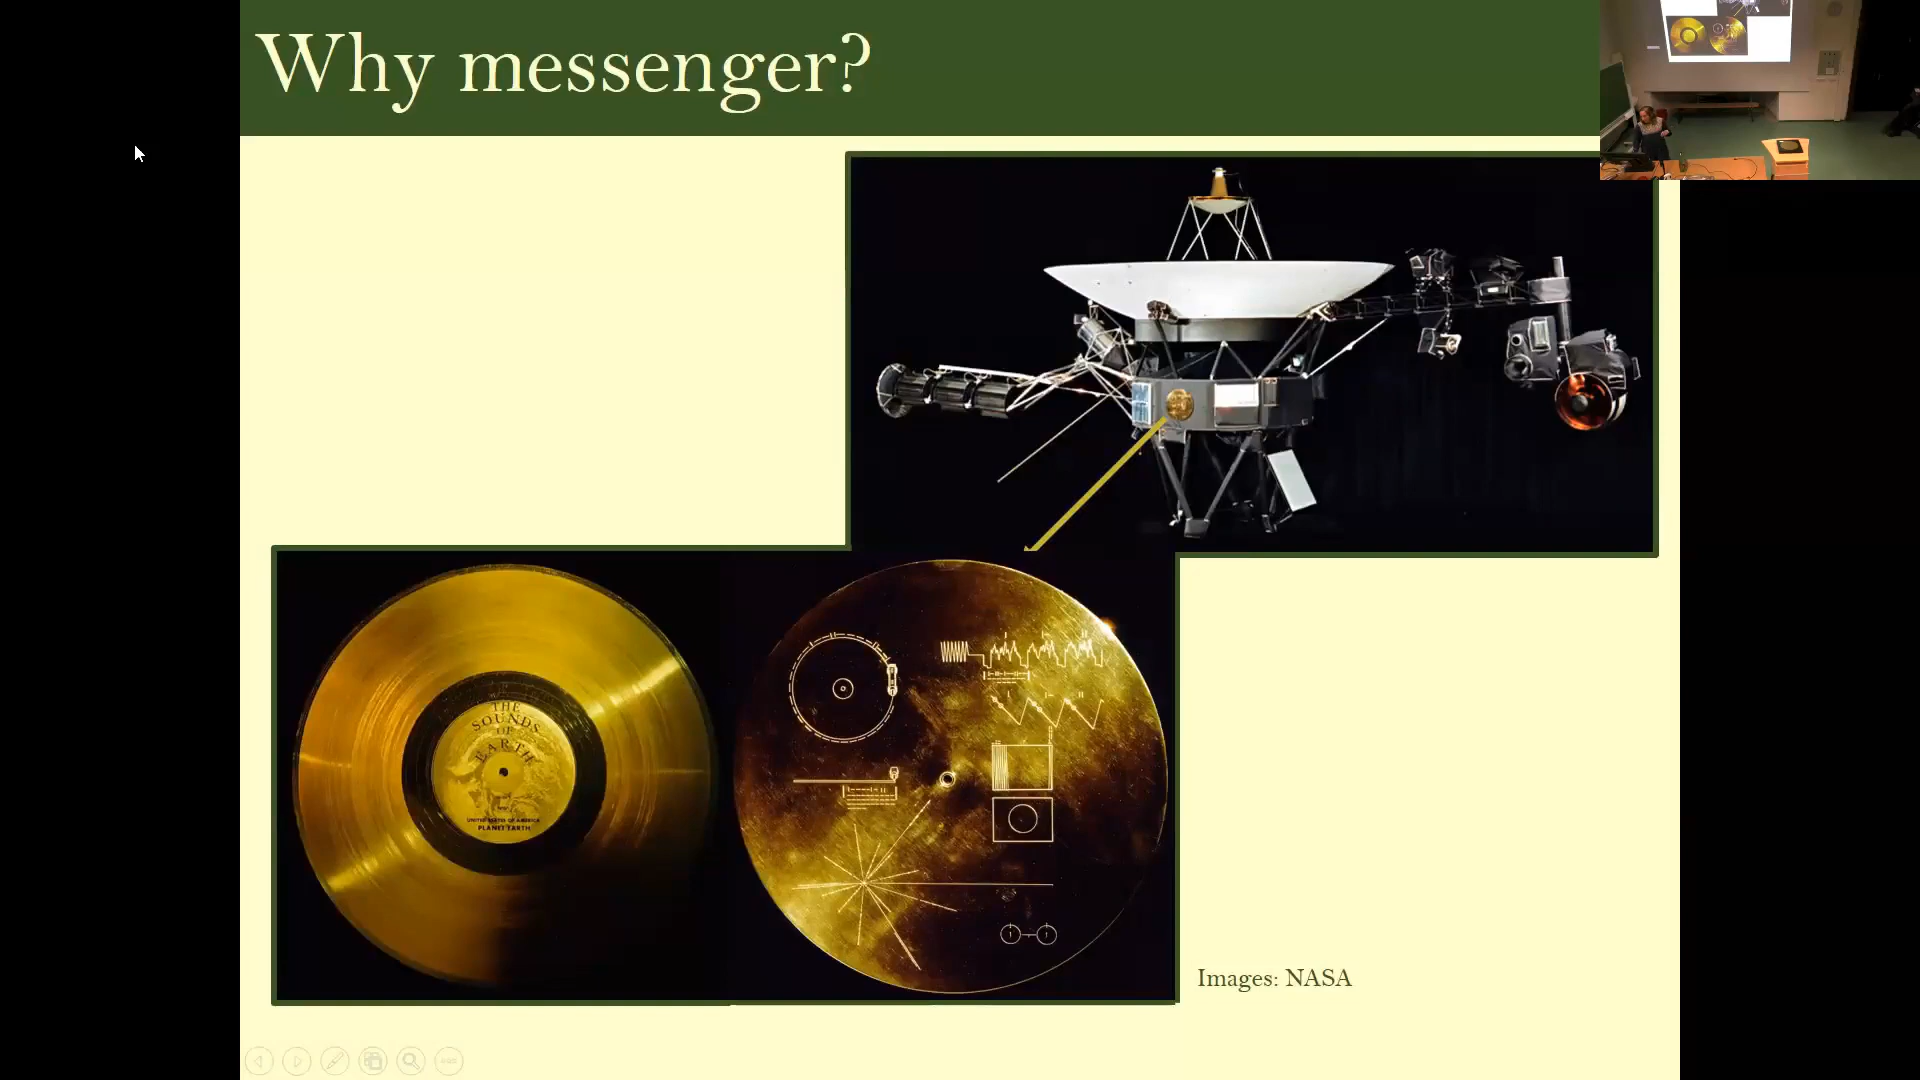 Why messenger?
THE
SOUNDS
OF
EARTH
UNITED STATES OF AMERICA
PLANET EARTH
Images: NASA